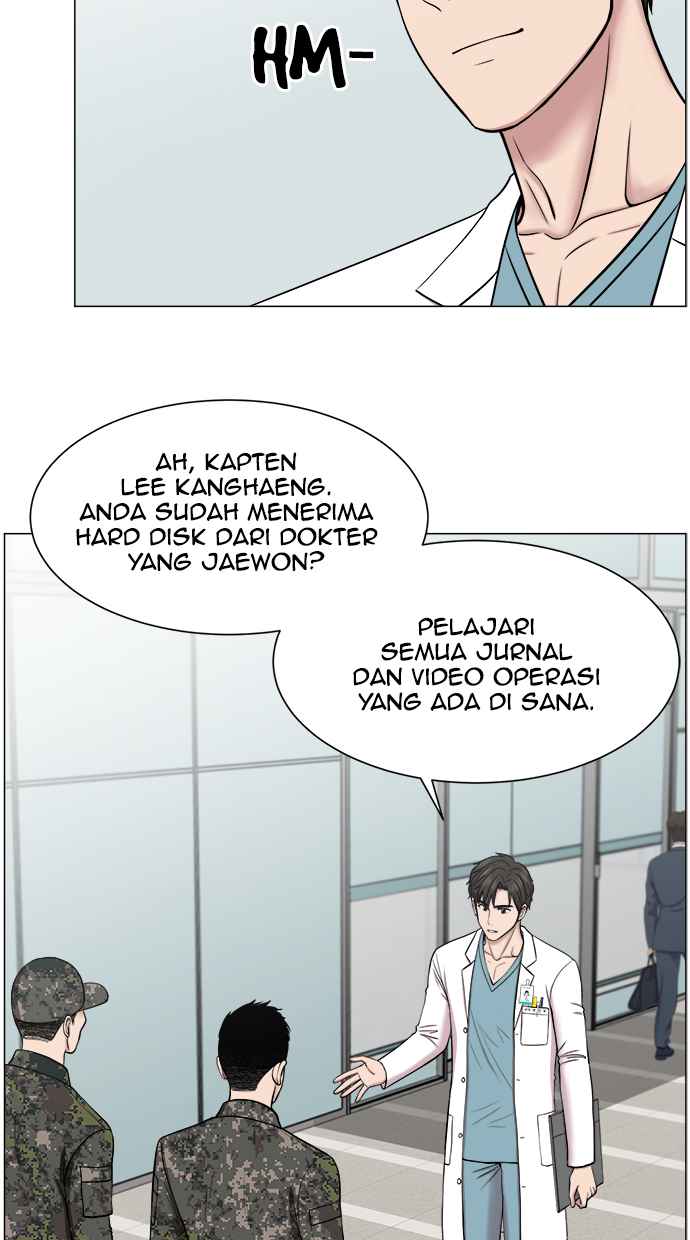 HM-
AH, KAPTEN
LEE KANGHAENG.
ANDA SUDAH MENERIMA
HARD DISK DARI DOKTER
YANG JAEWON?
PELAJARI
SEMUA JURNAL
DAN VIDEO OPERASI
YANG ADA DI SANA.